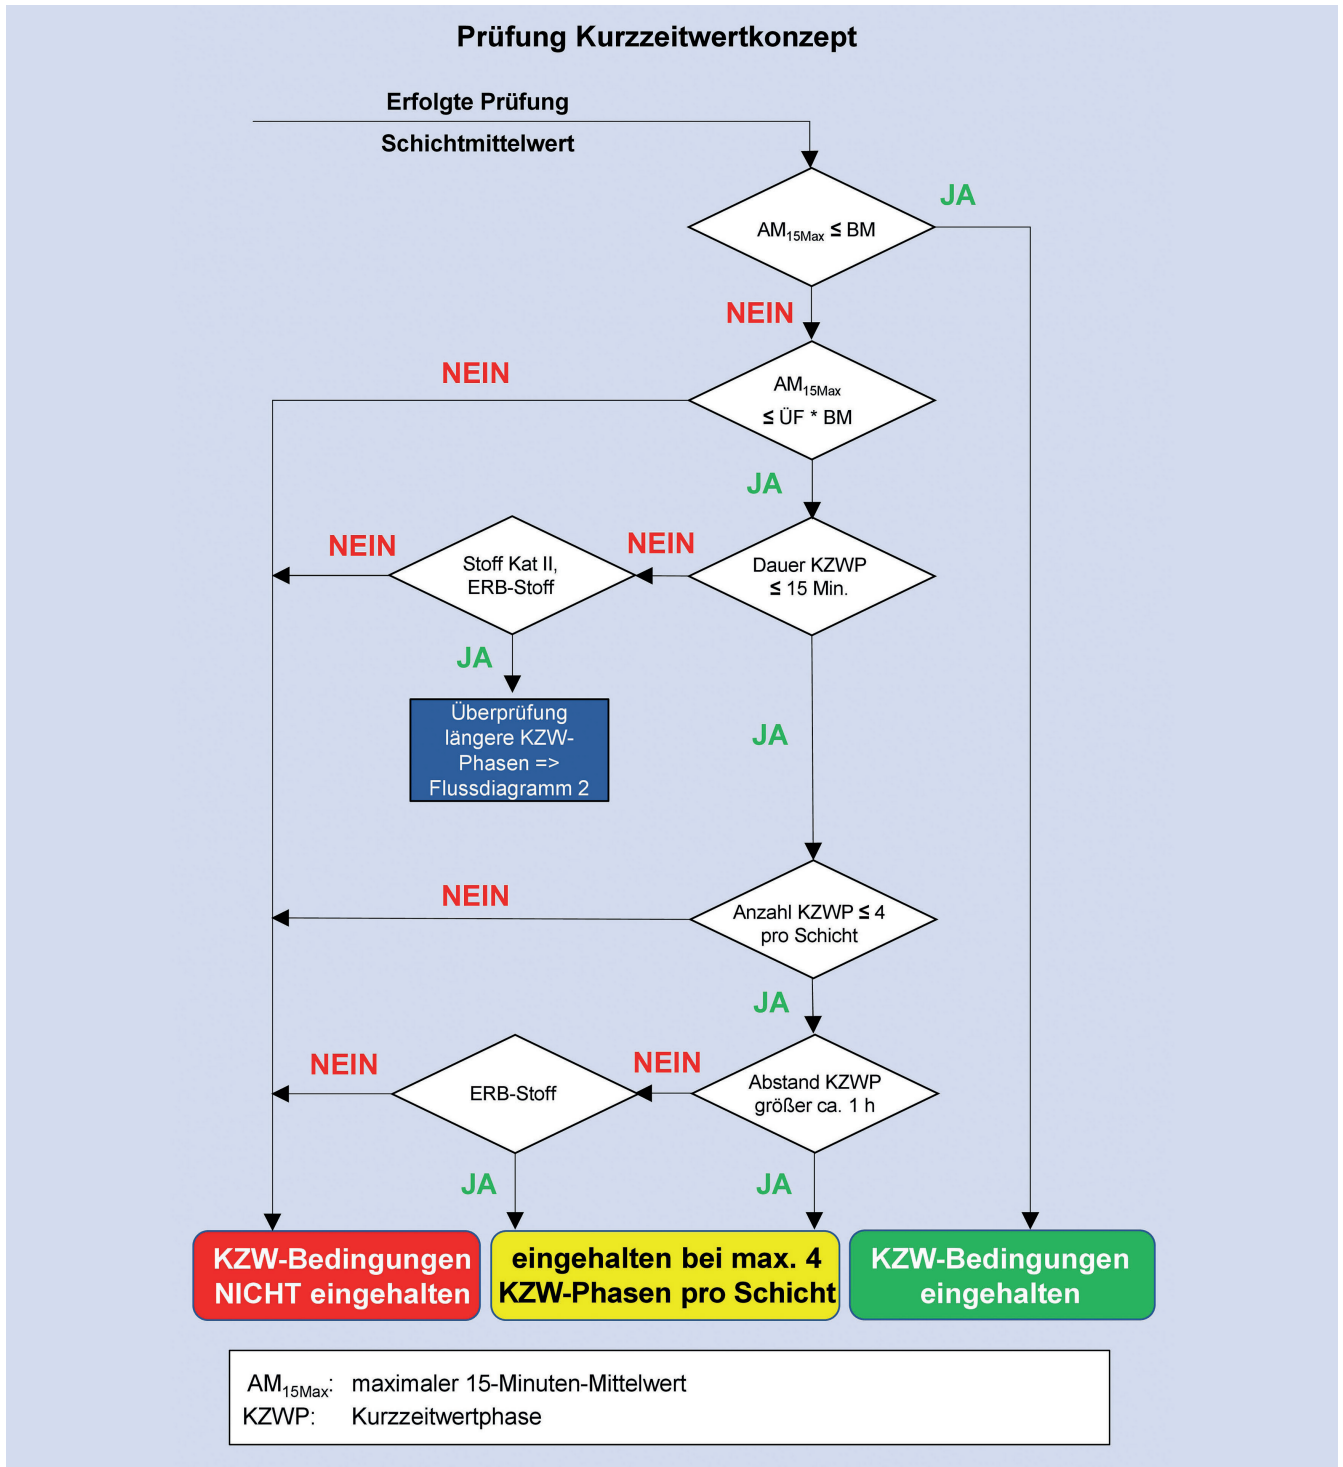 Prüfung Kurzzeitwertkonzept
Erfolgte Prüfung
Schichtmittelwert
JA
AM15Max ≤ BM
NEIN
NEIN
AM15Max
≤ ÜF * BM
JA
NEIN
Stoff Kat II,
ERB-Stoff
NEIN
Dauer KZWP
≤ 15 Min.
JA
Überprüfung
längere KZW-
Phasen =>
Flussdiagramm 2
JA
NEIN
Anzahl KZWP ≤ 4
pro Schicht
JA
NEIN
ERB-Stoff
NEIN
Abstand KZWP
größer ca. 1 h
JA
JA
KZW-Bedingungen
NICHT eingehalten
eingehalten bei max. 4
KZW-Phasen pro Schicht
KZW-Bedingungen
eingehalten
AM15Max: maximaler 15-Minuten-Mittelwert
KZWP: Kurzzeitwertphase